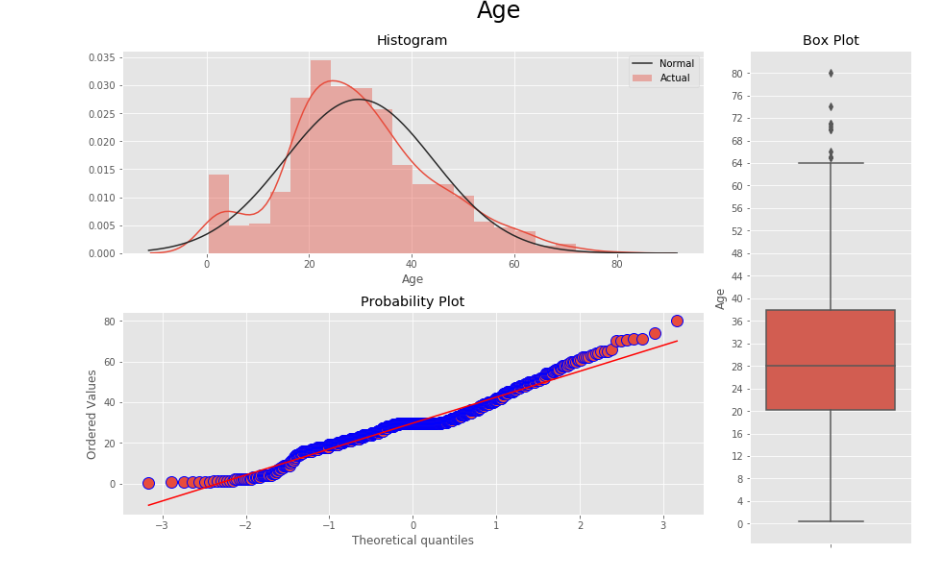 Age
Histogram
0.035
0.030
0.025
0.020
0.015
0.010
0.005
0.000
Normal
Actual
0 20 40 60 80
Age
Probability Plot
Ordered Values
80
60
40
20
0
−3 −2 −1 0 1 2 3
Theoretical quantiles
Box Plot
Age
80
76
72
68
64
60
56
52
48
44
40
36
32
28
24
20
16
12
8
4
0